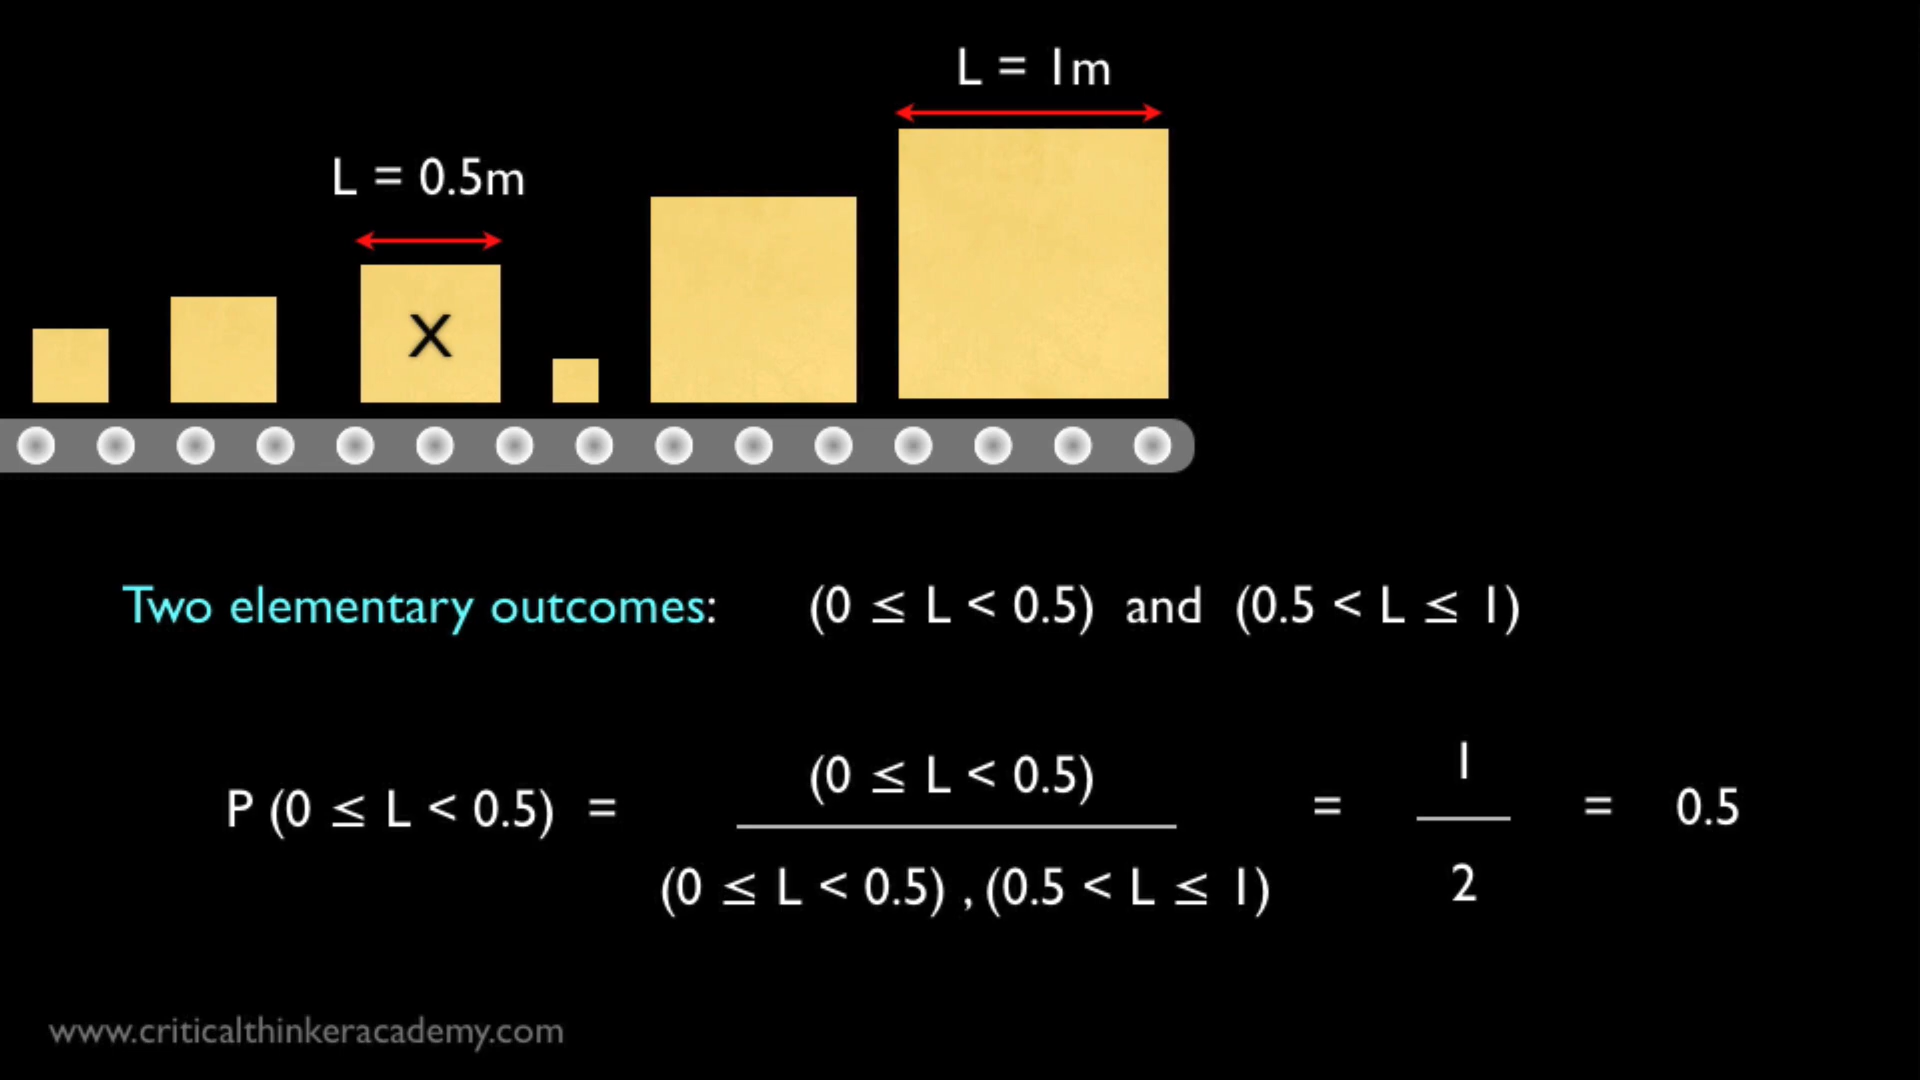 L = 1m
L = 0.5m
X
Two elementary outcomes: (0 ≤ L < 0.5) and (0.5 < L ≤ 1)
(0 ≤ L < 0.5)
1
P (0 ≤ L < 0.5) = = = 0.5
(0 ≤ L < 0.5) , (0.5 < L ≤ 1)
2
www.criticalthinkeracademy.com